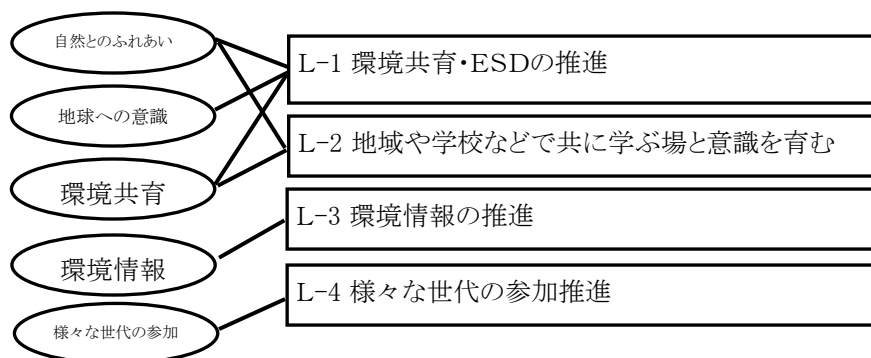 自然とのふれあい
L-1 環境共育・ESDの推進
地球への意識
L-2 地域や学校などで共に学ぶ場と意識を育む
環境共育
L-3 環境情報の推進
環境情報
L-4 様々な世代の参加推進
様々な世代の参加